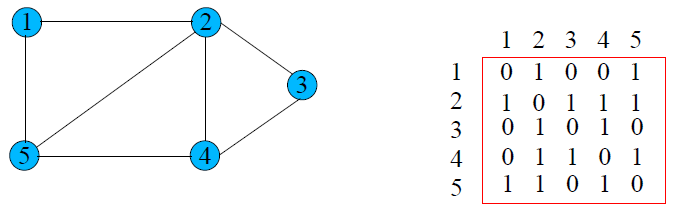 1 2
3
5 4
1 2 3 4 5
1 0 1 0 0 1
2 1 0 1 1 1
3 0 1 0 1 0
4 0 1 1 0 1
5 1 1 0 1 0